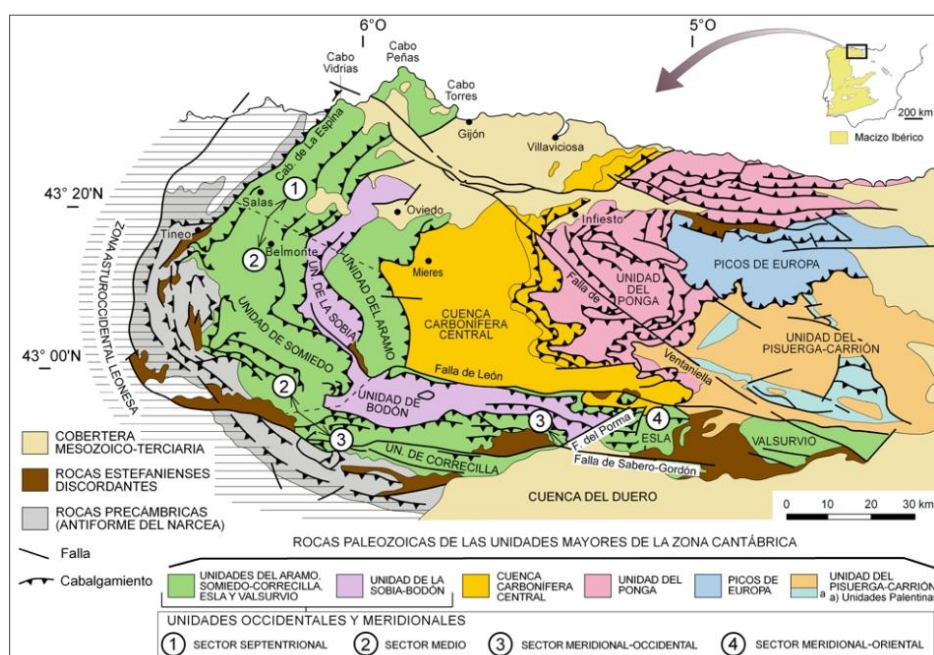 6°O
5°O
Cabo
Peñas
Cabo
Vidrias
Cabo
Torres
Gijón
Villaviciosa
200 km
Macizo Ibérico
Cab. de La Espina
1
43° 20'
Salas
Oviedo
Infiesto
Tineo
Belmonte
2
Mieres
PICOS DE EUROPA
UNIDAD
DEL
PONGA
Falla de
UN. DE LA SOBIA
UNIDAD DEL ARAMO
CUENCA
CARBONÍFERA
CENTRAL
UNIDAD DEL
PISUERGA-CARRIÓN
ZONA ASTUROCCIDENTAL LEONESA
43° 00'
UNIDAD DE SOMIEDO
Ventaniella
Falla de León
2
UNIDAD
DE
BODÓN
3
3
4
F. del Porma
ESLA
VALSURVIO
UN. DE CORRECILLA
Falla de Sabero-Gordón
CUENCA DEL DUERO
COBERTERA
MESOZOICO-TERCIARIA
ROCAS ESTEFANIENSES
DISCORDANTES
ROCAS PRECÁMBRICAS
(ANTIFORME DEL NARCEA)
0 10 20 30 km
Falla
Cabalgamiento
ROCAS PALEOZOICAS DE LAS UNIDADES MAYORES DE LA ZONA CANTÁBRICA
UNIDADES DEL ARAMO,
SOMIEDO-CORRECILLA,
ESLA Y VALSURVIO
UNIDAD DE LA
SOBIA-BODÓN
CUENCA
CARBONÍFERA
CENTRAL
UNIDAD DEL
PONGA
PICOS DE
EUROPA
UNIDAD DEL
PISUERGA-CARRIÓN
a a) Unidades Palentinas
UNIDADES OCCIDENTALES Y MERIDIONALES
1 SECTOR SEPTENTRIONAL 2 SECTOR MEDIO 3 SECTOR MERIDIONAL-OCCIDENTAL 4 SECTOR MERIDIONAL-ORIENTAL